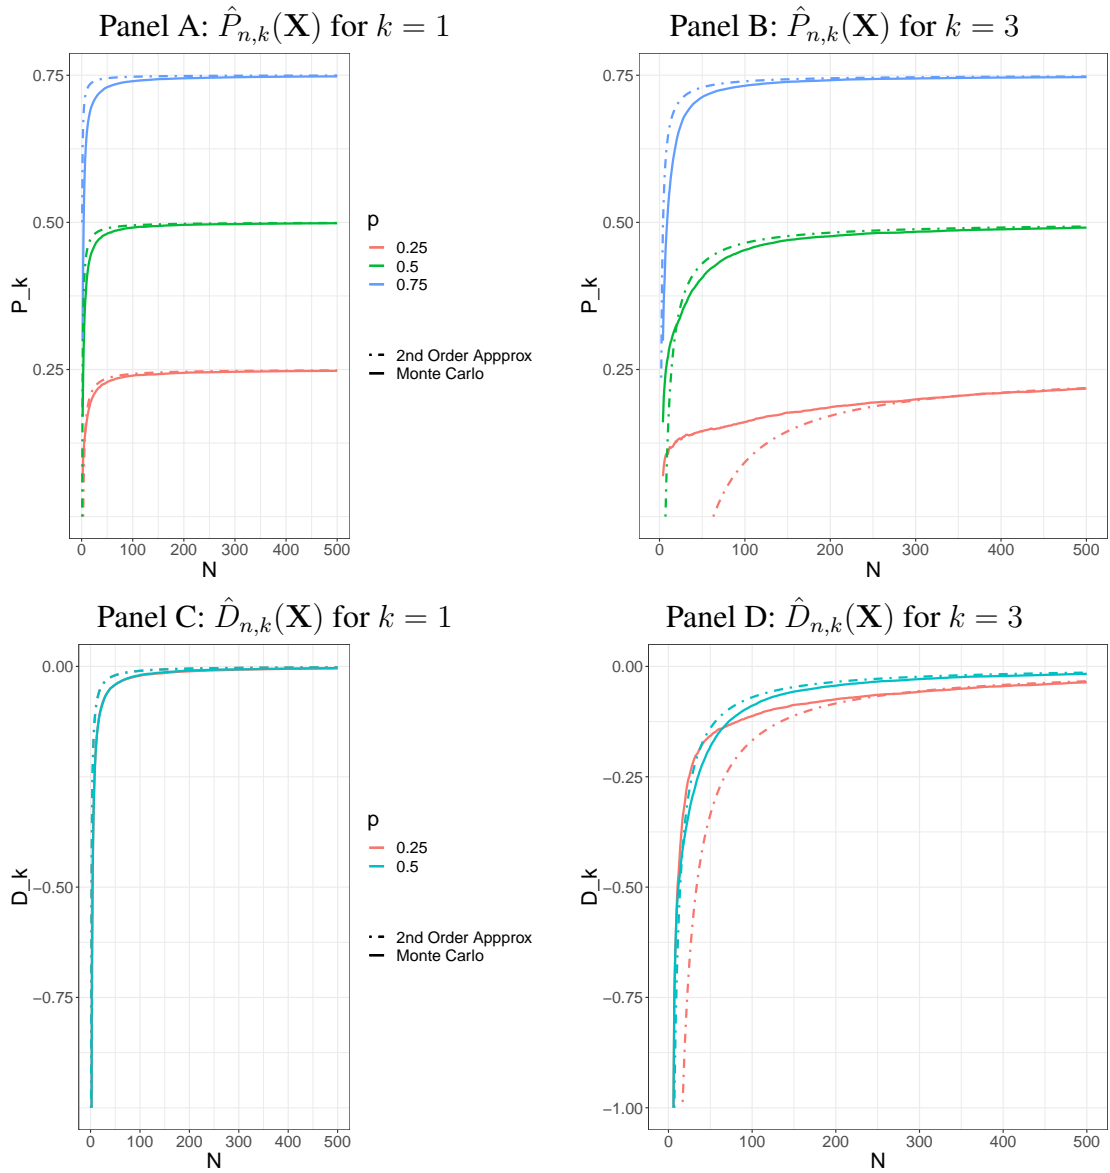 Panel A: P̂n,k(X) for k = 1
Panel B: P̂n,k(X) for k = 3
0.75
0.50
0.25
P_k
0 100 200 300 400 500
N
p
0.25
0.5
0.75
2nd Order Appprox
Monte Carlo
0.75
0.50
0.25
P_k
0 100 200 300 400 500
N
Panel C: D̂n,k(X) for k = 1
Panel D: D̂n,k(X) for k = 3
0.00
−0.25
−0.50
−0.75
D_k
0 100 200 300 400 500
N
p
0.25
0.5
2nd Order Appprox
Monte Carlo
0.00
−0.25
−0.50
−0.75
−1.00
D_k
0 100 200 300 400 500
N